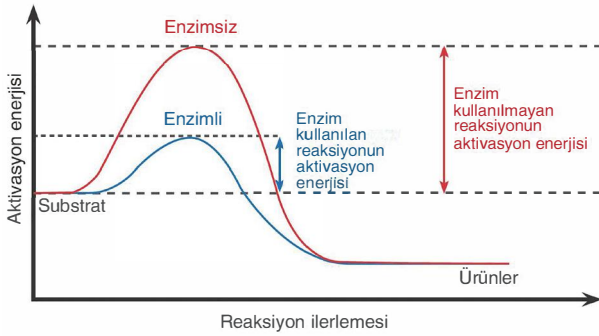 Enzimsiz
Enzimli
Enzim
kullanılan
reaksiyonun
aktivasyon
enerjisi
Enzim
kullanılmayan
reaksiyonun
aktivasyon enerjisi
Aktivasyon enerjisi
Substrat
Ürünler
Reaksiyon ilerlemesi